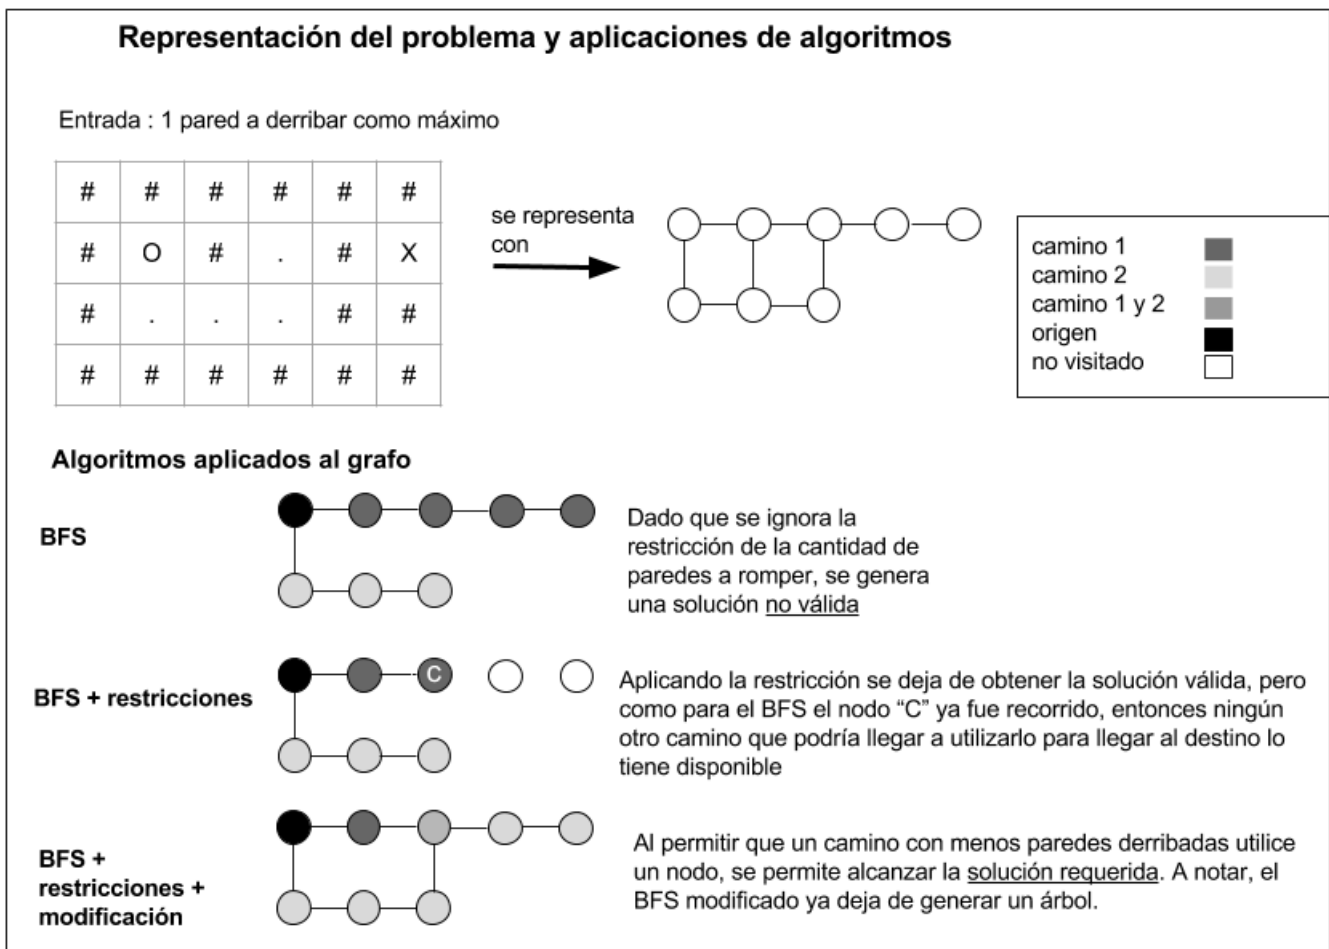 Representación del problema y aplicaciones de algoritmos
Entrada : 1 pared a derribar como máximo
# # # # # #
# O # . # X
# . . . # #
# # # # # #
se representa
con
camino 1
camino 2
camino 1 y 2
origen
no visitado
Algoritmos aplicados al grafo
BFS
Dado que se ignora la
restricción de la cantidad de
paredes a romper, se genera
una solución no válida
BFS + restricciones
C
Aplicando la restricción se deja de obtener la solución válida, pero
como para el BFS el nodo “C” ya fue recorrido, entonces ningún
otro camino que podría llegar a utilizarlo para llegar al destino lo
tiene disponible
BFS +
restricciones +
modificación
Al permitir que un camino con menos paredes derribadas utilice
un nodo, se permite alcanzar la solución requerida. A notar, el
BFS modificado ya deja de generar un árbol.